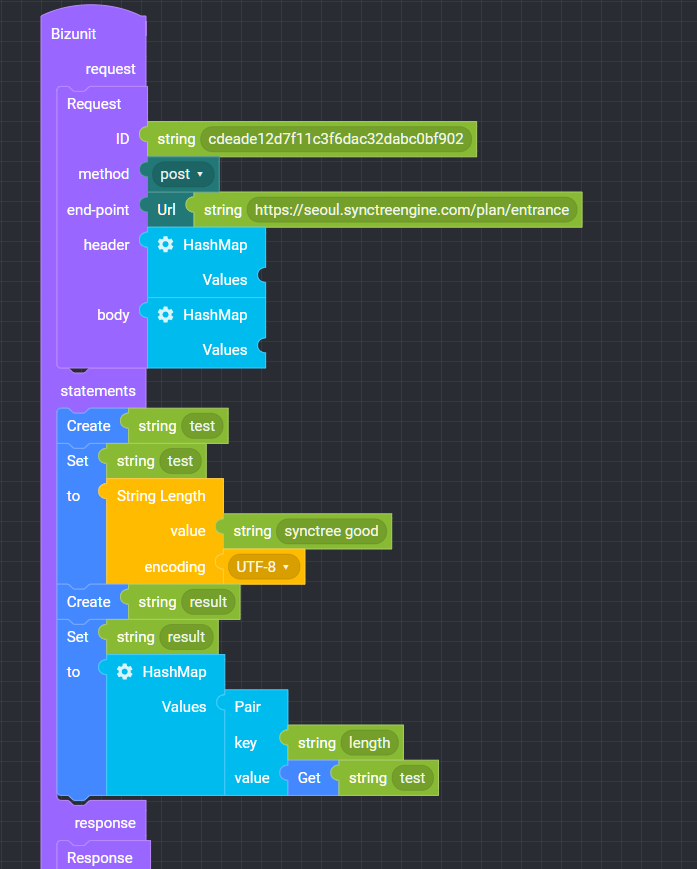 Bizunit
request
Request
ID string cdeade12d7f11c3f6dac32dabc0bf902
method post
end-point Url string https://seoul.synctreengine.com/plan/entrance
header HashMap
Values
body HashMap
Values
statements
Create string test
Set string test
to String Length
value string synctree good
encoding UTF-8
Create string result
Set string result
to HashMap
Values Pair
key string length
value Get string test
response
Response